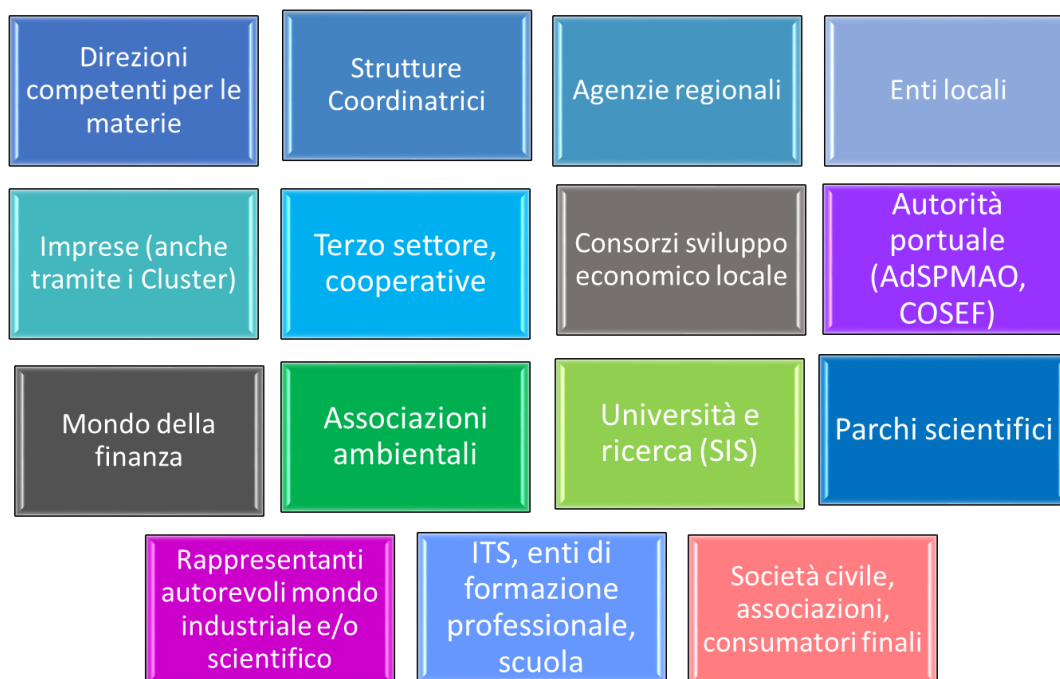 Direzioni
competenti per le
materie
Strutture
Coordinatrici
Agenzie regionali
Enti locali
Imprese (anche
tramite i Cluster)
Terzo settore,
cooperative
Consorzi sviluppo
economico locale
Autorità
portuale
(AdSPMAO,
COSEF)
Mondo della
finanza
Associazioni
ambientali
Università e
ricerca (SIS)
Parchi scientifici
Rappresentanti
autorevoli mondo
industriale e/o
scientifico
ITS, enti di
formazione
professionale,
scuola
Società civile,
associazioni,
consumatori finali